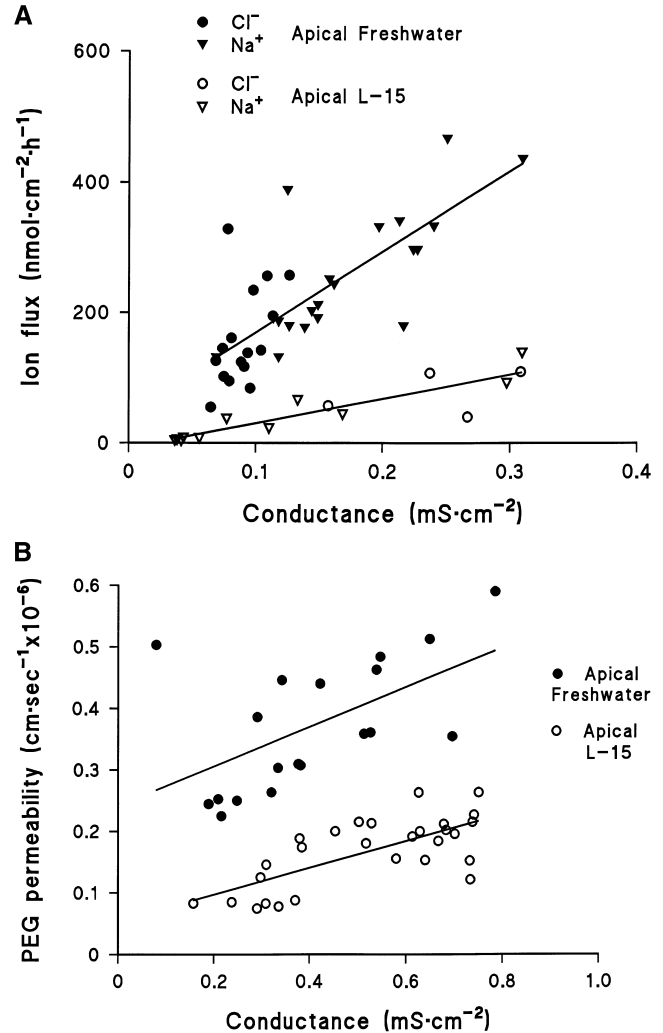 A
Cl⁻
Na⁺
Apical Freshwater
Cl⁻
Na⁺
Apical L-15
600
400
200
0
Ion flux (nmol·cm⁻²·h⁻¹)
0 0.1 0.2 0.3 0.4
Conductance (mS·cm⁻²)
B
0.6
0.5
0.4
0.3
0.2
0.1
0
PEG permeability (cm·sec⁻¹x10⁻⁶)
Apical
Freshwater
Apical
L-15
0 0.2 0.4 0.6 0.8 1.0
Conductance (mS·cm⁻²)